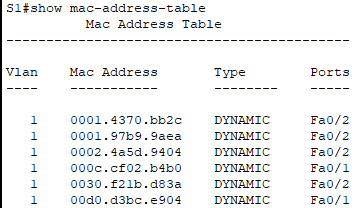 S1#show mac-address-table
Mac Address Table
-------------------------------------------
Vlan Mac Address Type Ports
---- ----------- -------- -----
1 0001.4370.bb2c DYNAMIC Fa0/2
1 0001.97b9.9aea DYNAMIC Fa0/2
1 0002.4a5d.9404 DYNAMIC Fa0/2
1 000c.cf02.b4b0 DYNAMIC Fa0/1
1 0030.f21b.d83a DYNAMIC Fa0/2
1 00d0.d3bc.e904 DYNAMIC Fa0/1